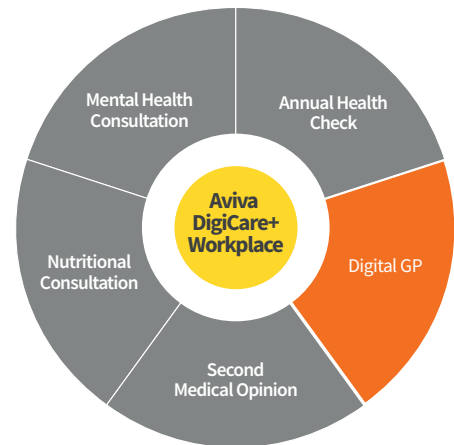 Mental Health
Consultation
Annual Health
Check
Aviva
DigiCare+
Workplace
Digital GP
Nutritional
Consultation
Second
Medical Opinion